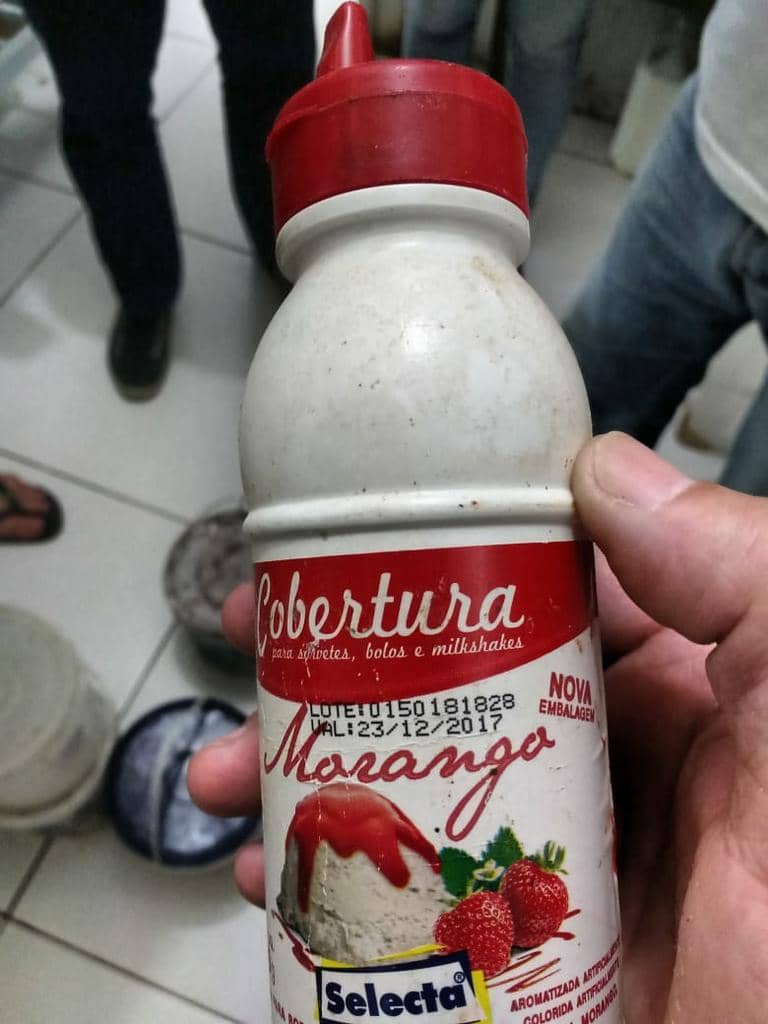 Cobertura
para sorvetes, bolos e milkshakes
LOTE:0150181828
VAL:23/12/2017
NOVA
EMBALAGEM
Morango
Selecta®
AROMATIZADA ARTIFICIALMENTE
COLORIDA ARTIFICIALMENTE
MORANGO